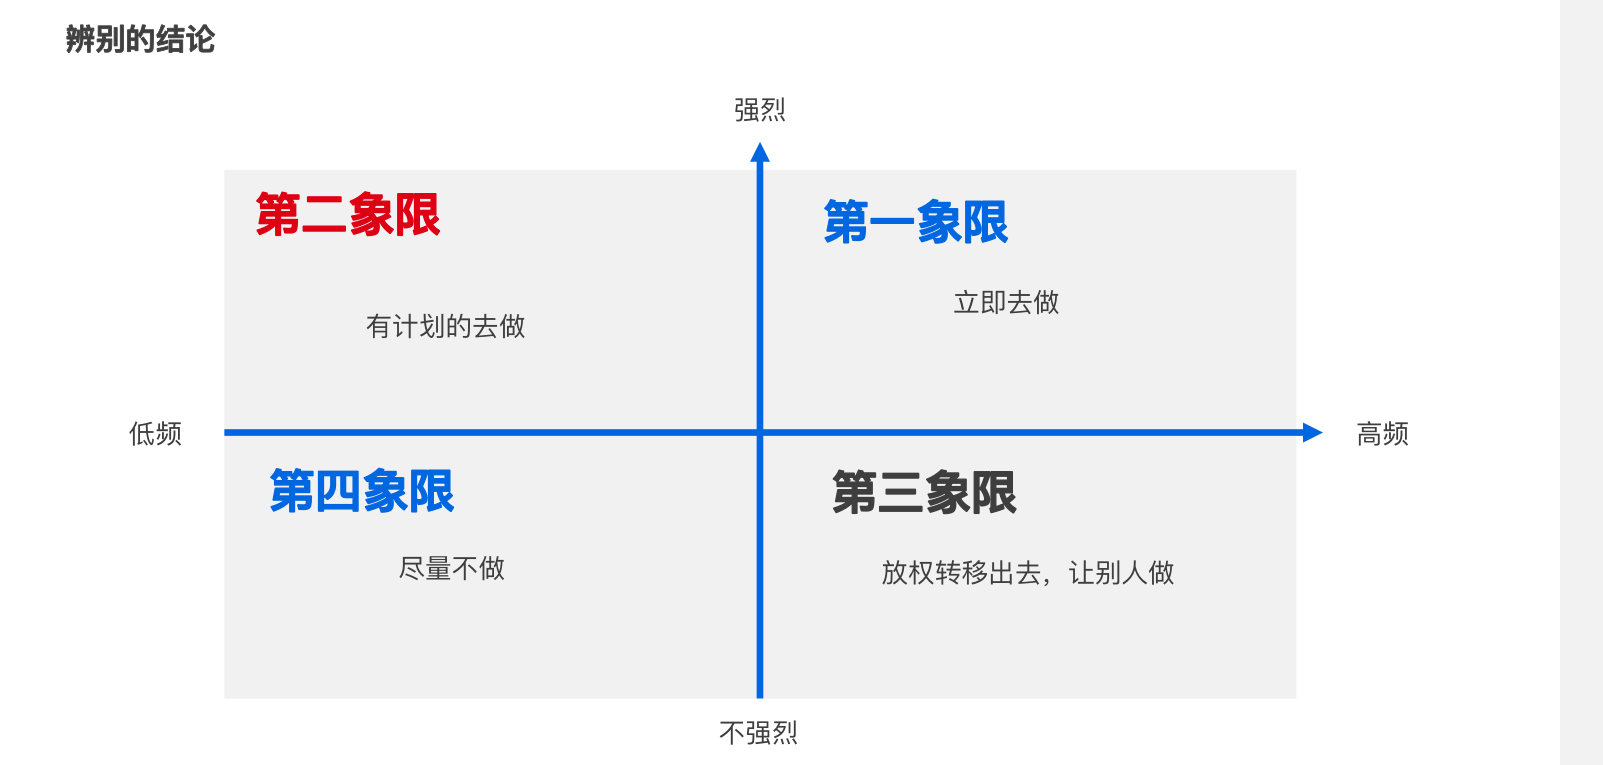 辨别的结论
强烈
第二象限
第一象限
有计划的去做
立即去做
低频
高频
第四象限
第三象限
尽量不做
放权转移出去，让别人做
不强烈